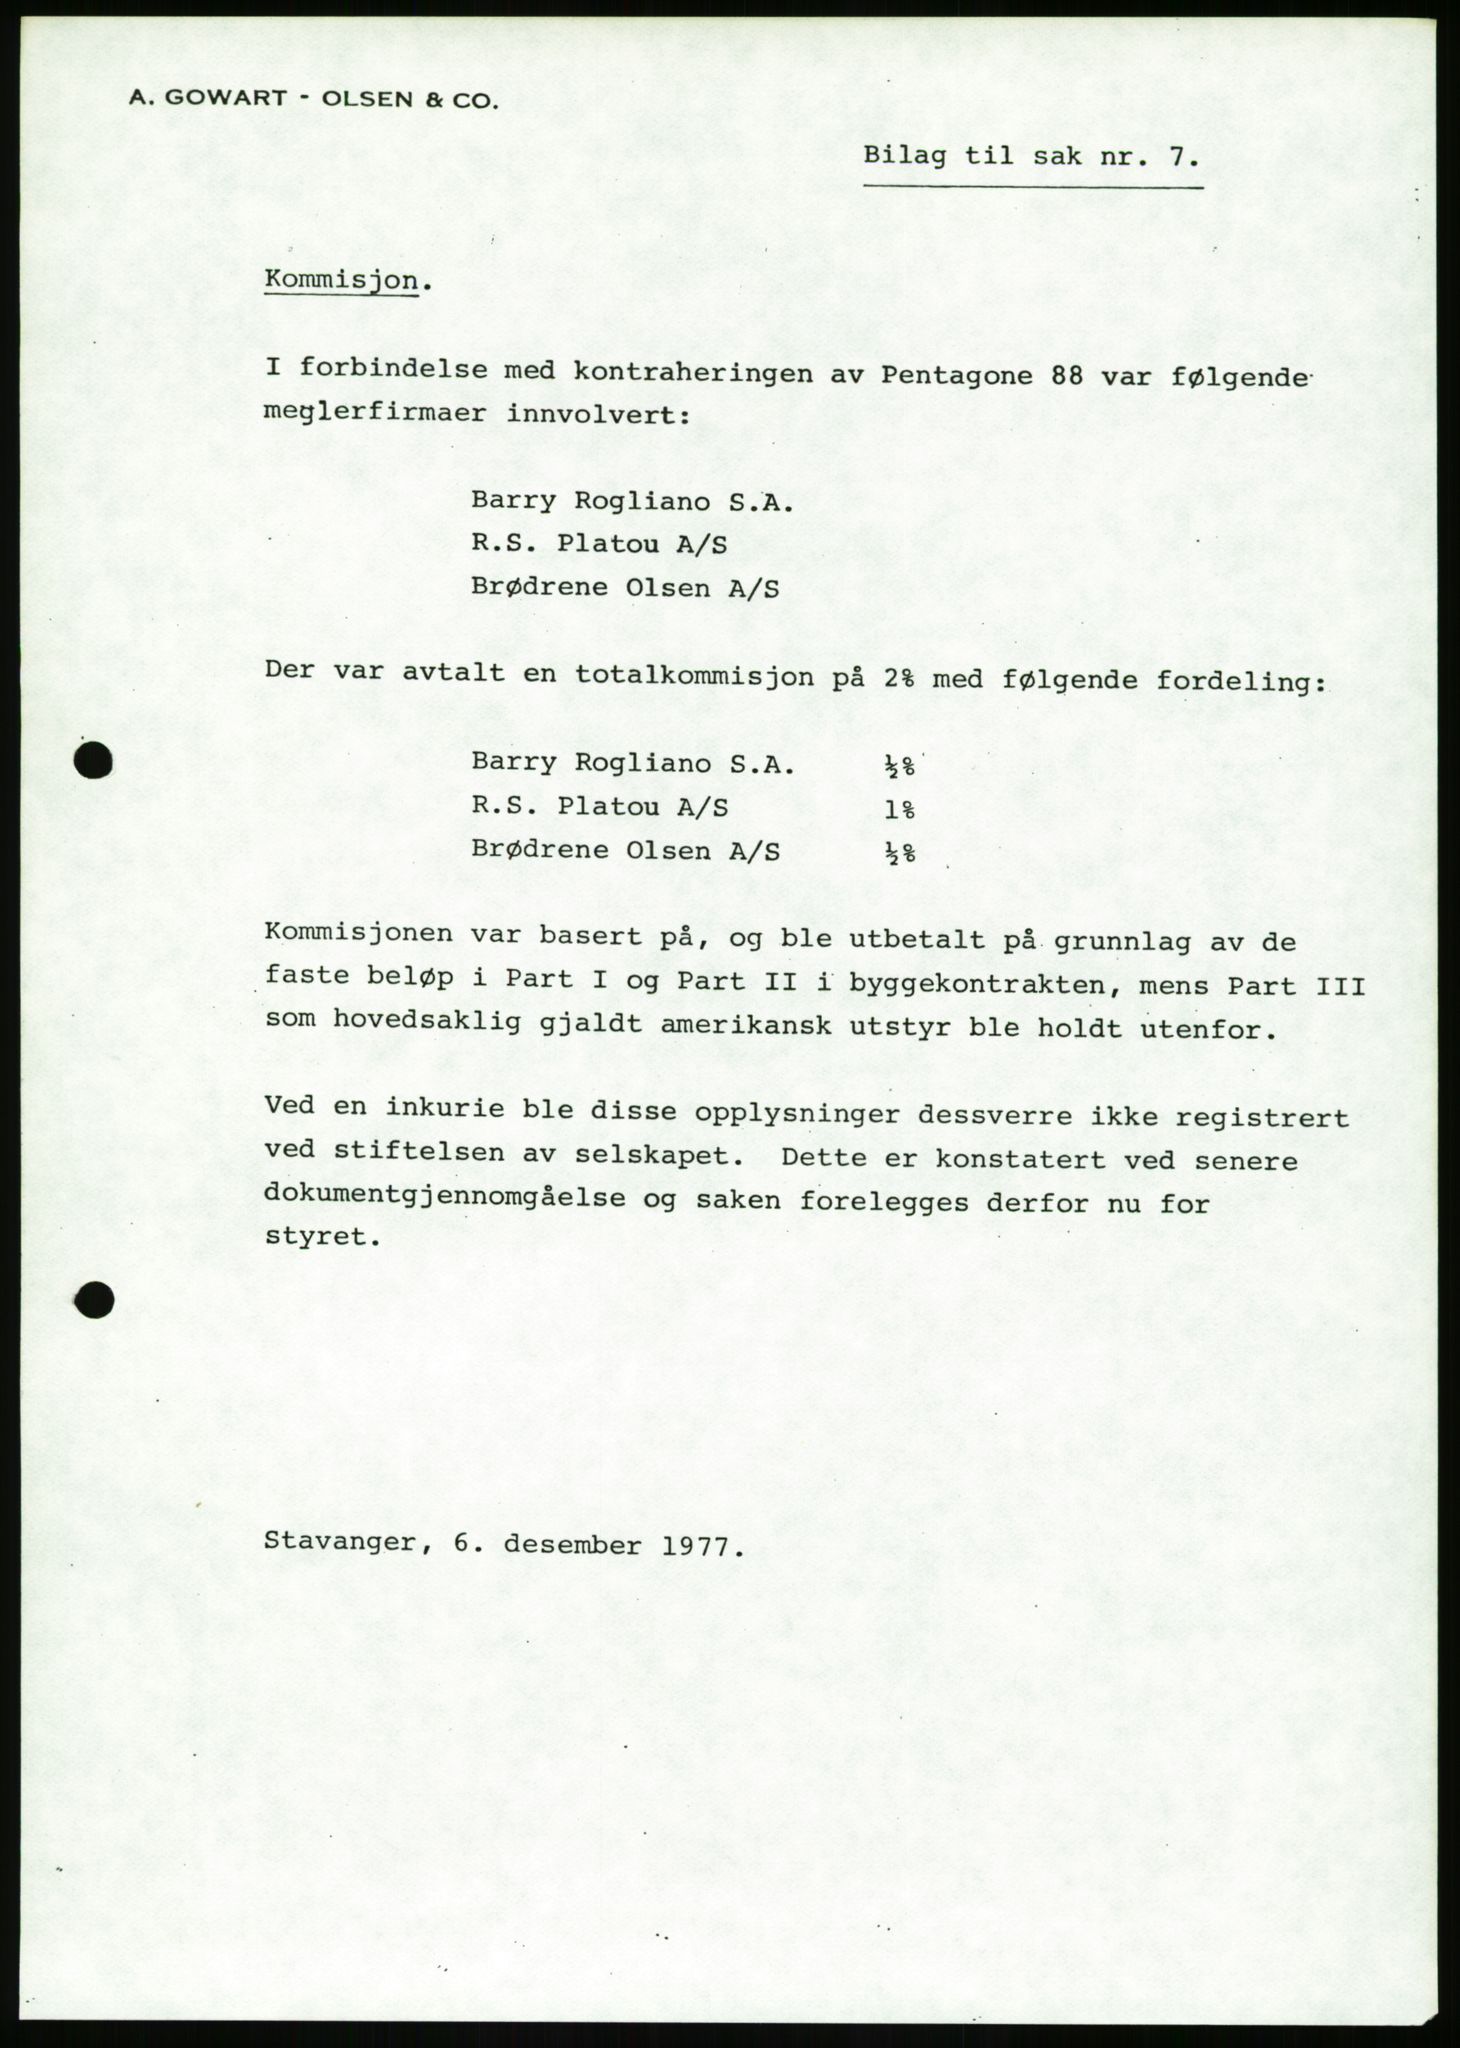 A. GOWART - OLSEN & CO.
Bilag til sak nr. 7.
Kommisjon.
I forbindelse med kontraheringen av Pentagone 88 var følgende
meglerfirmaer innvolvert:
Barry Rogliano S.A.
R.S. Platou A/S
Brødrene Olsen A/S
Der var avtalt en totalkommisjon på 2% med følgende fordeling:
Barry Rogliano S.A. ½%
R.S. Platou A/S 1%
Brødrene Olsen A/S ½%
Kommisjonen var basert på, og ble utbetalt på grunnlag av de
faste beløp i Part I og Part II i byggekontrakten, mens Part III
som hovedsaklig gjaldt amerikansk utstyr ble holdt utenfor.
Ved en inkurie ble disse opplysninger dessverre ikke registrert
ved stiftelsen av selskapet. Dette er konstatert ved senere
dokumentgjennomgåelse og saken forelegges derfor nu for
styret.
Stavanger, 6. desember 1977.